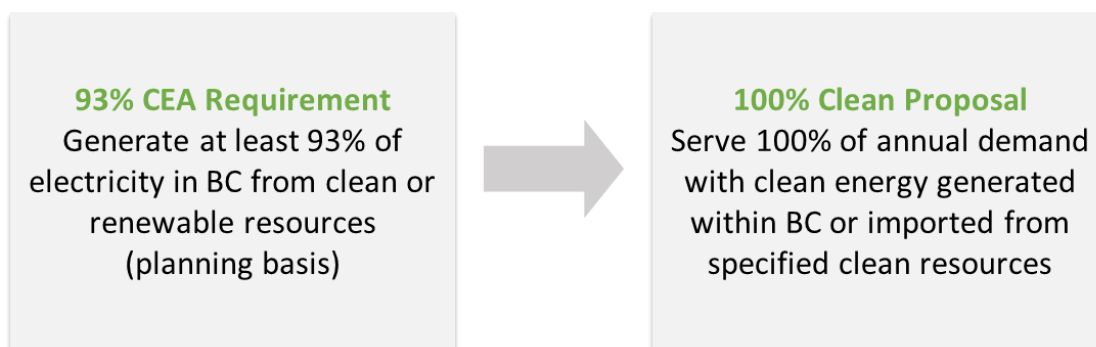 93% CEA Requirement
Generate at least 93% of
electricity in BC from clean or
renewable resources
(planning basis)
100% Clean Proposal
Serve 100% of annual demand
with clean energy generated
within BC or imported from
specified clean resources